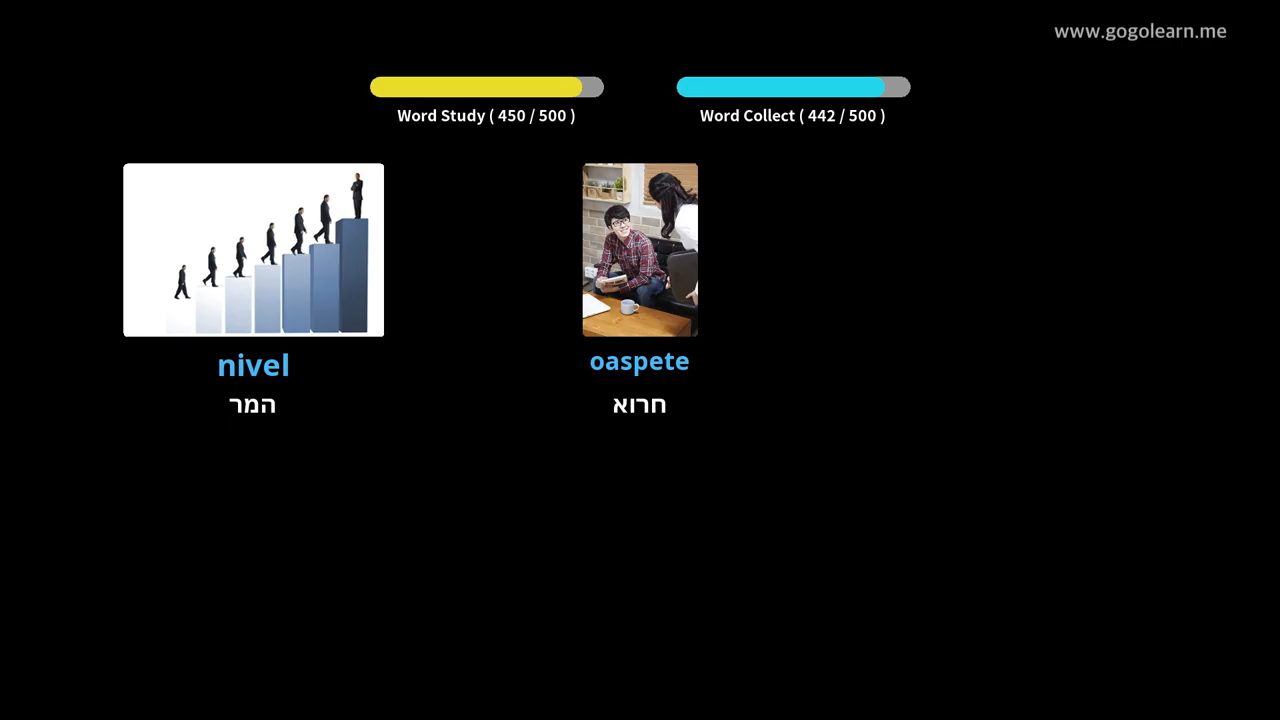 www.gogolearn.me
Word Study ( 450 / 500 )
Word Collect ( 442 / 500 )
nivel
המר
oaspete
חרוא